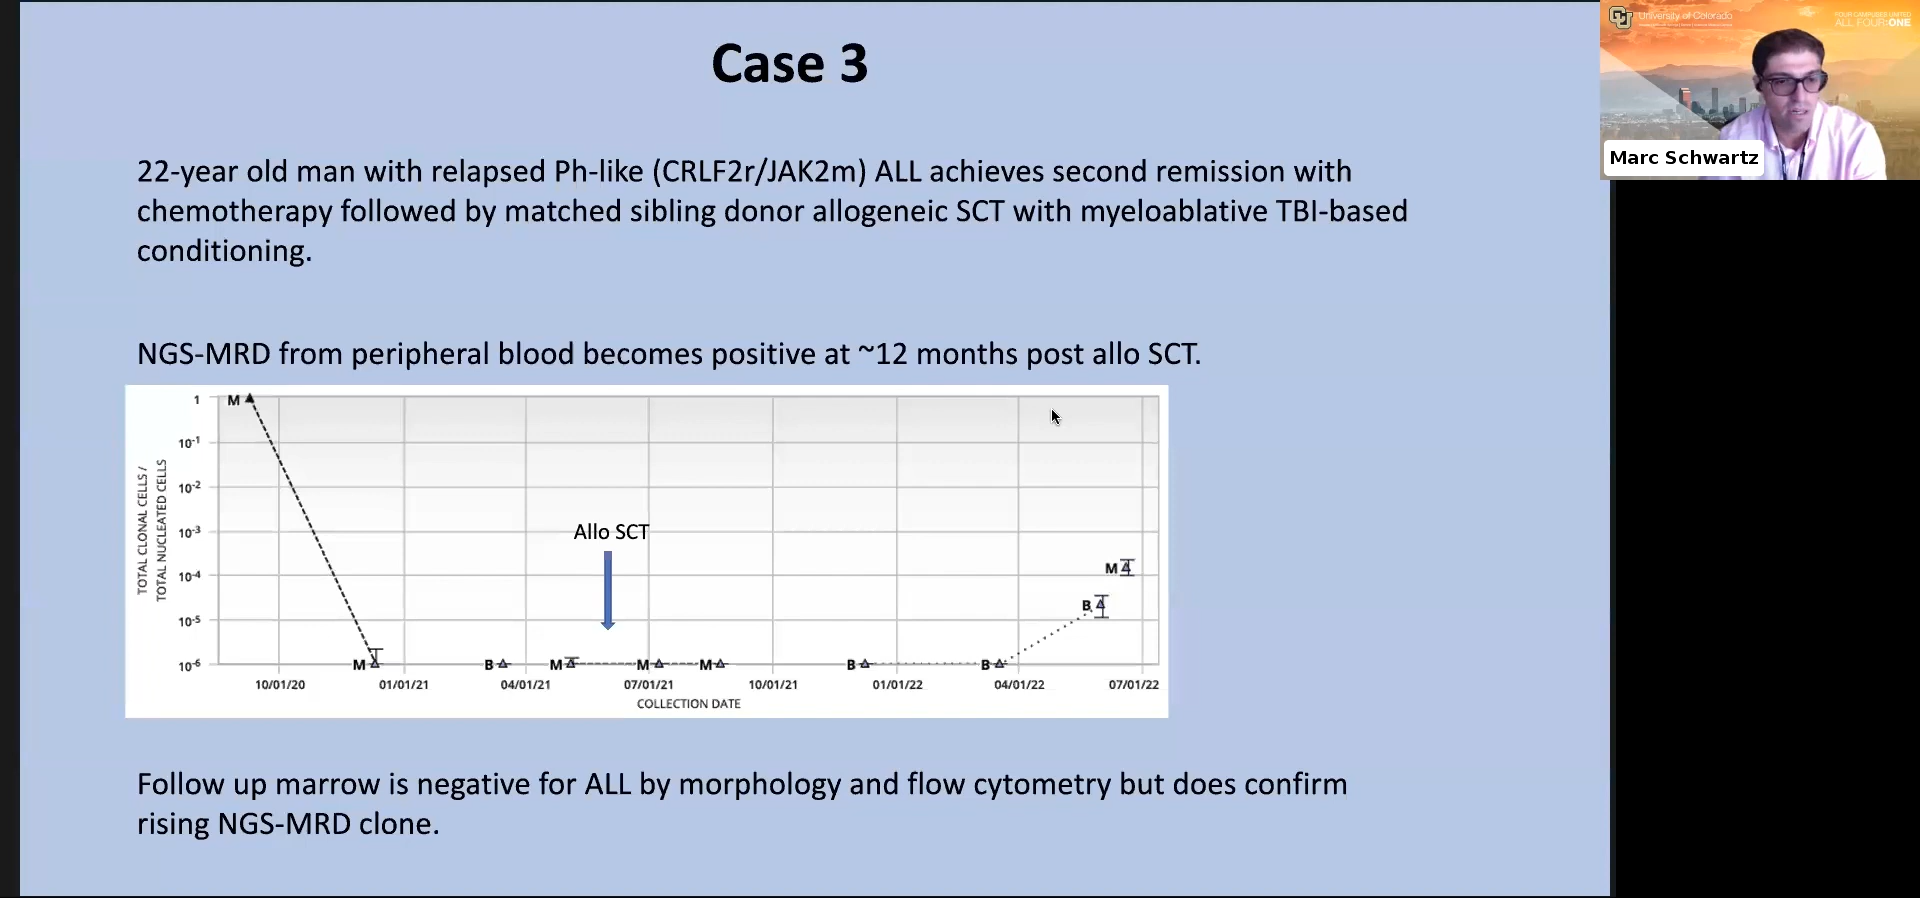 Case 3
University of Colorado
FOUR CAMPUSES UNITED
ALL FOUR:ONE
Marc Schwartz
22-year old man with relapsed Ph-like (CRLF2r/JAK2m) ALL achieves second remission with
chemotherapy followed by matched sibling donor allogeneic SCT with myeloablative TBI-based
conditioning.
NGS-MRD from peripheral blood becomes positive at ~12 months post allo SCT.
TOTAL CLONAL CELLS /
TOTAL NUCLEATED CELLS
1
10⁻¹
10⁻²
10⁻³
10⁻⁴
10⁻⁵
10⁻⁶
M
Allo SCT
M
B
M B M M M B B
10/01/20 01/01/21 04/01/21 07/01/21 10/01/21 01/01/22 04/01/22 07/01/22
COLLECTION DATE
Follow up marrow is negative for ALL by morphology and flow cytometry but does confirm
rising NGS-MRD clone.